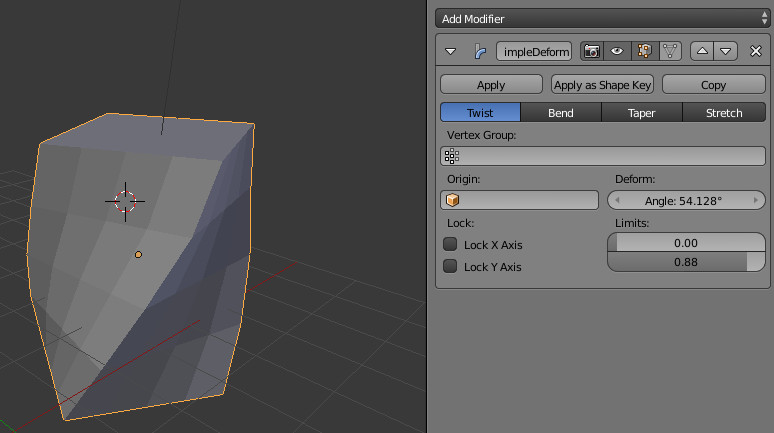 Add Modifier
impleDeform
Apply
Apply as Shape Key
Copy
Twist
Bend
Taper
Stretch
Vertex Group:
Origin:
Deform:
Angle: 54.128°
Lock:
Limits:
Lock X Axis
0.00
Lock Y Axis
0.88